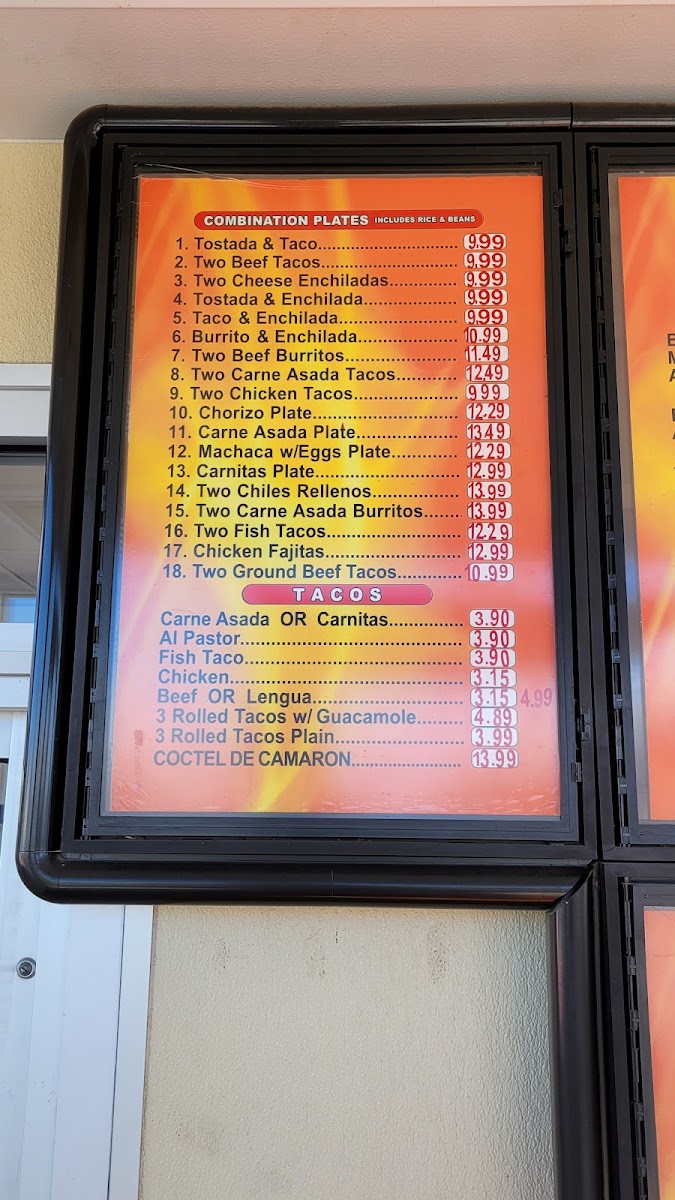 COMBINATION PLATES INCLUDES RICE & BEANS
1. Tostada & Taco.............................. 9.99
2. Two Beef Tacos............................. 9.99
3. Two Cheese Enchiladas.............. 9.99
4. Tostada & Enchilada................... 9.99
5. Taco & Enchilada......................... 9.99
6. Burrito & Enchilada..................... 10.99
7. Two Beef Burritos........................ 11.49
8. Two Carne Asada Tacos............. 12.49
9. Two Chicken Tacos...................... 9.99
10. Chorizo Plate............................... 12.29
11. Carne Asada Plate...................... 13.49
12. Machaca w/Eggs Plate.............. 12.29
13. Carnitas Plate............................... 12.99
14. Two Chiles Rellenos................... 13.99
15. Two Carne Asada Burritos........ 13.99
16. Two Fish Tacos............................. 12.29
17. Chicken Fajitas............................. 12.99
18. Two Ground Beef Tacos.............. 10.99
TACOS
Carne Asada OR Carnitas................ 3.90
Al Pastor................................................ 3.90
Fish Taco............................................... 3.90
Chicken.................................................. 3.15
Beef OR Lengua................................ 3.15 4.99
3 Rolled Tacos w/ Guacamole.......... 4.89
3 Rolled Tacos Plain............................ 3.99
COCTEL DE CAMARON....................... 13.99